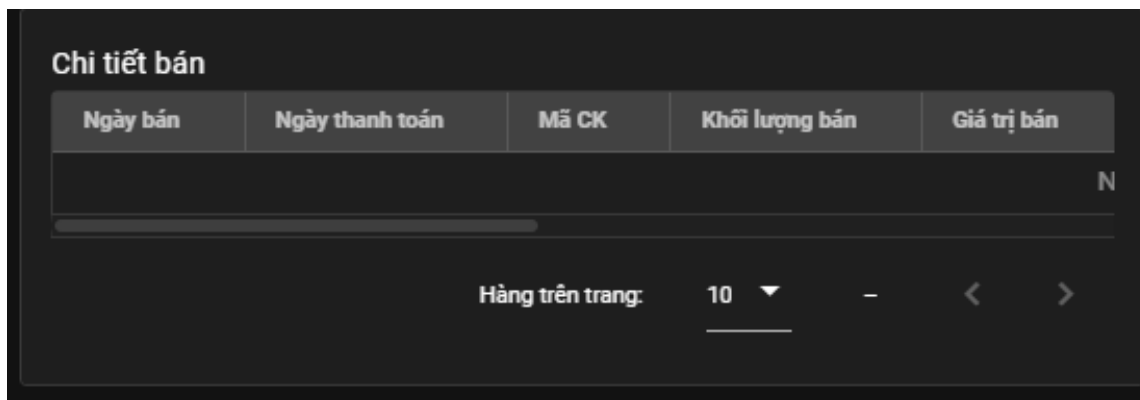 Chi tiết bán
Ngày bán Ngày thanh toán Mã CK Khối lượng bán Giá trị bán
N
Hàng trên trang: 10 –